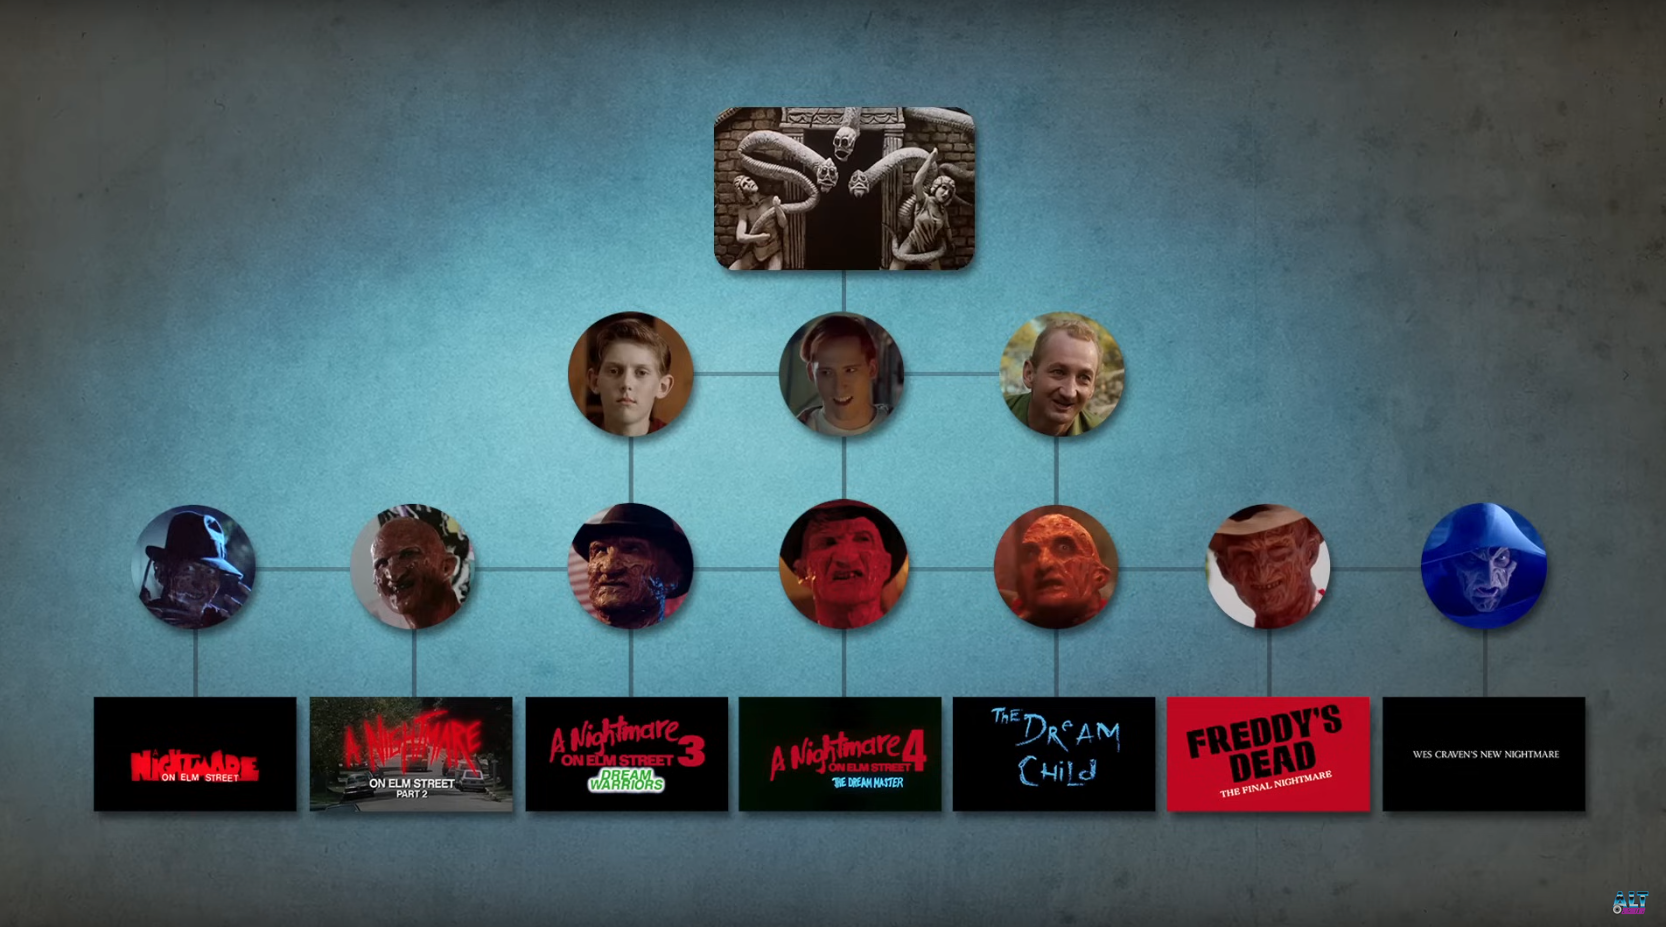 A
NIGHTMARE
ON ELM STREET
A NIGHTMARE
ON ELM STREET
PART 2
A Nightmare
ON ELM STREET 3
DREAM
WARRIORS
A Nightmare 4
ON ELM STREET
THE DREAM MASTER
THE DREAM
CHILD
FREDDY'S
DEAD
THE FINAL NIGHTMARE
WES CRAVEN'S NEW NIGHTMARE
ALT